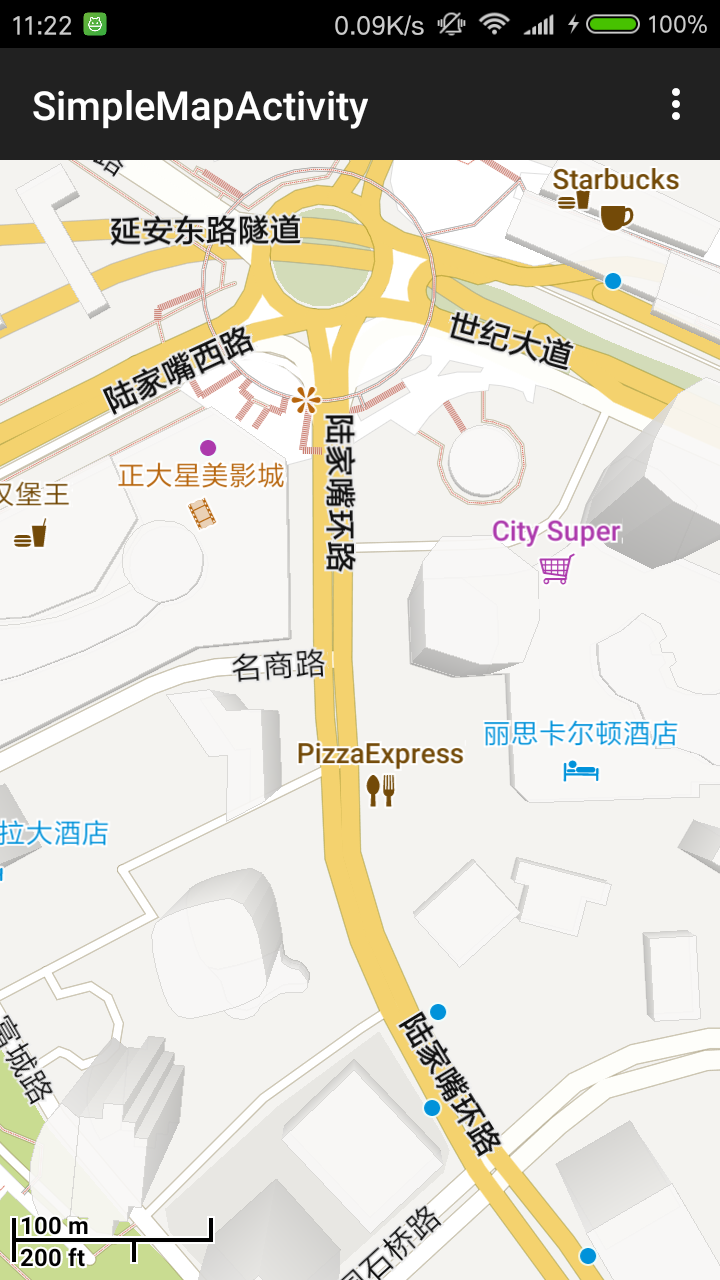 11:22
0.09K/s
100%
SimpleMapActivity
路
Starbucks
延安东路隧道
世纪大道
陆家嘴西路
陆家嘴环路
正大星美影城
汉堡王
City Super
名商路
丽思卡尔顿酒店
PizzaExpress
拉大酒店
富城路
陆家嘴环路
石桥路
100 m
200 ft